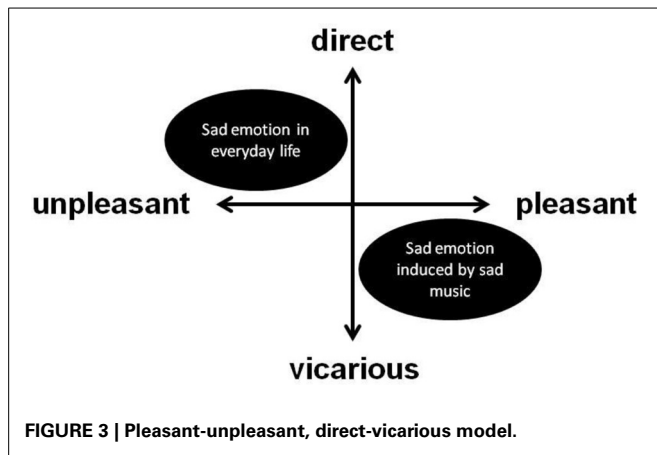 direct
Sad emotion in
everyday life
unpleasant
pleasant
Sad emotion
induced by sad
music
vicarious
FIGURE 3 | Pleasant-unpleasant, direct-vicarious model.